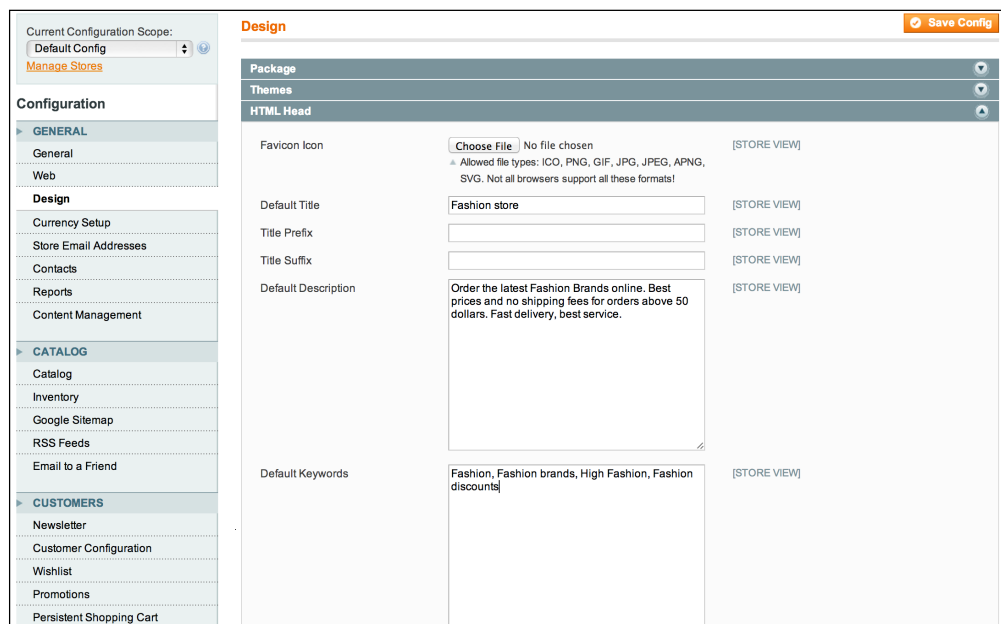 Current Configuration Scope:
Default Config
Manage Stores
Configuration
GENERAL
General
Web
Design
Currency Setup
Store Email Addresses
Contacts
Reports
Content Management
CATALOG
Catalog
Inventory
Google Sitemap
RSS Feeds
Email to a Friend
CUSTOMERS
Newsletter
Customer Configuration
Wishlist
Promotions
Persistent Shopping Cart
Design
Save Config
Package
Themes
HTML Head
Favicon Icon
Choose File No file chosen
[STORE VIEW]
Allowed file types: ICO, PNG, GIF, JPG, JPEG, APNG,
SVG. Not all browsers support all these formats!
Default Title
Fashion store
[STORE VIEW]
Title Prefix
[STORE VIEW]
Title Suffix
[STORE VIEW]
Default Description
Order the latest Fashion Brands online. Best
prices and no shipping fees for orders above 50
dollars. Fast delivery, best service.
[STORE VIEW]
Default Keywords
Fashion, Fashion brands, High Fashion, Fashion
discounts
[STORE VIEW]